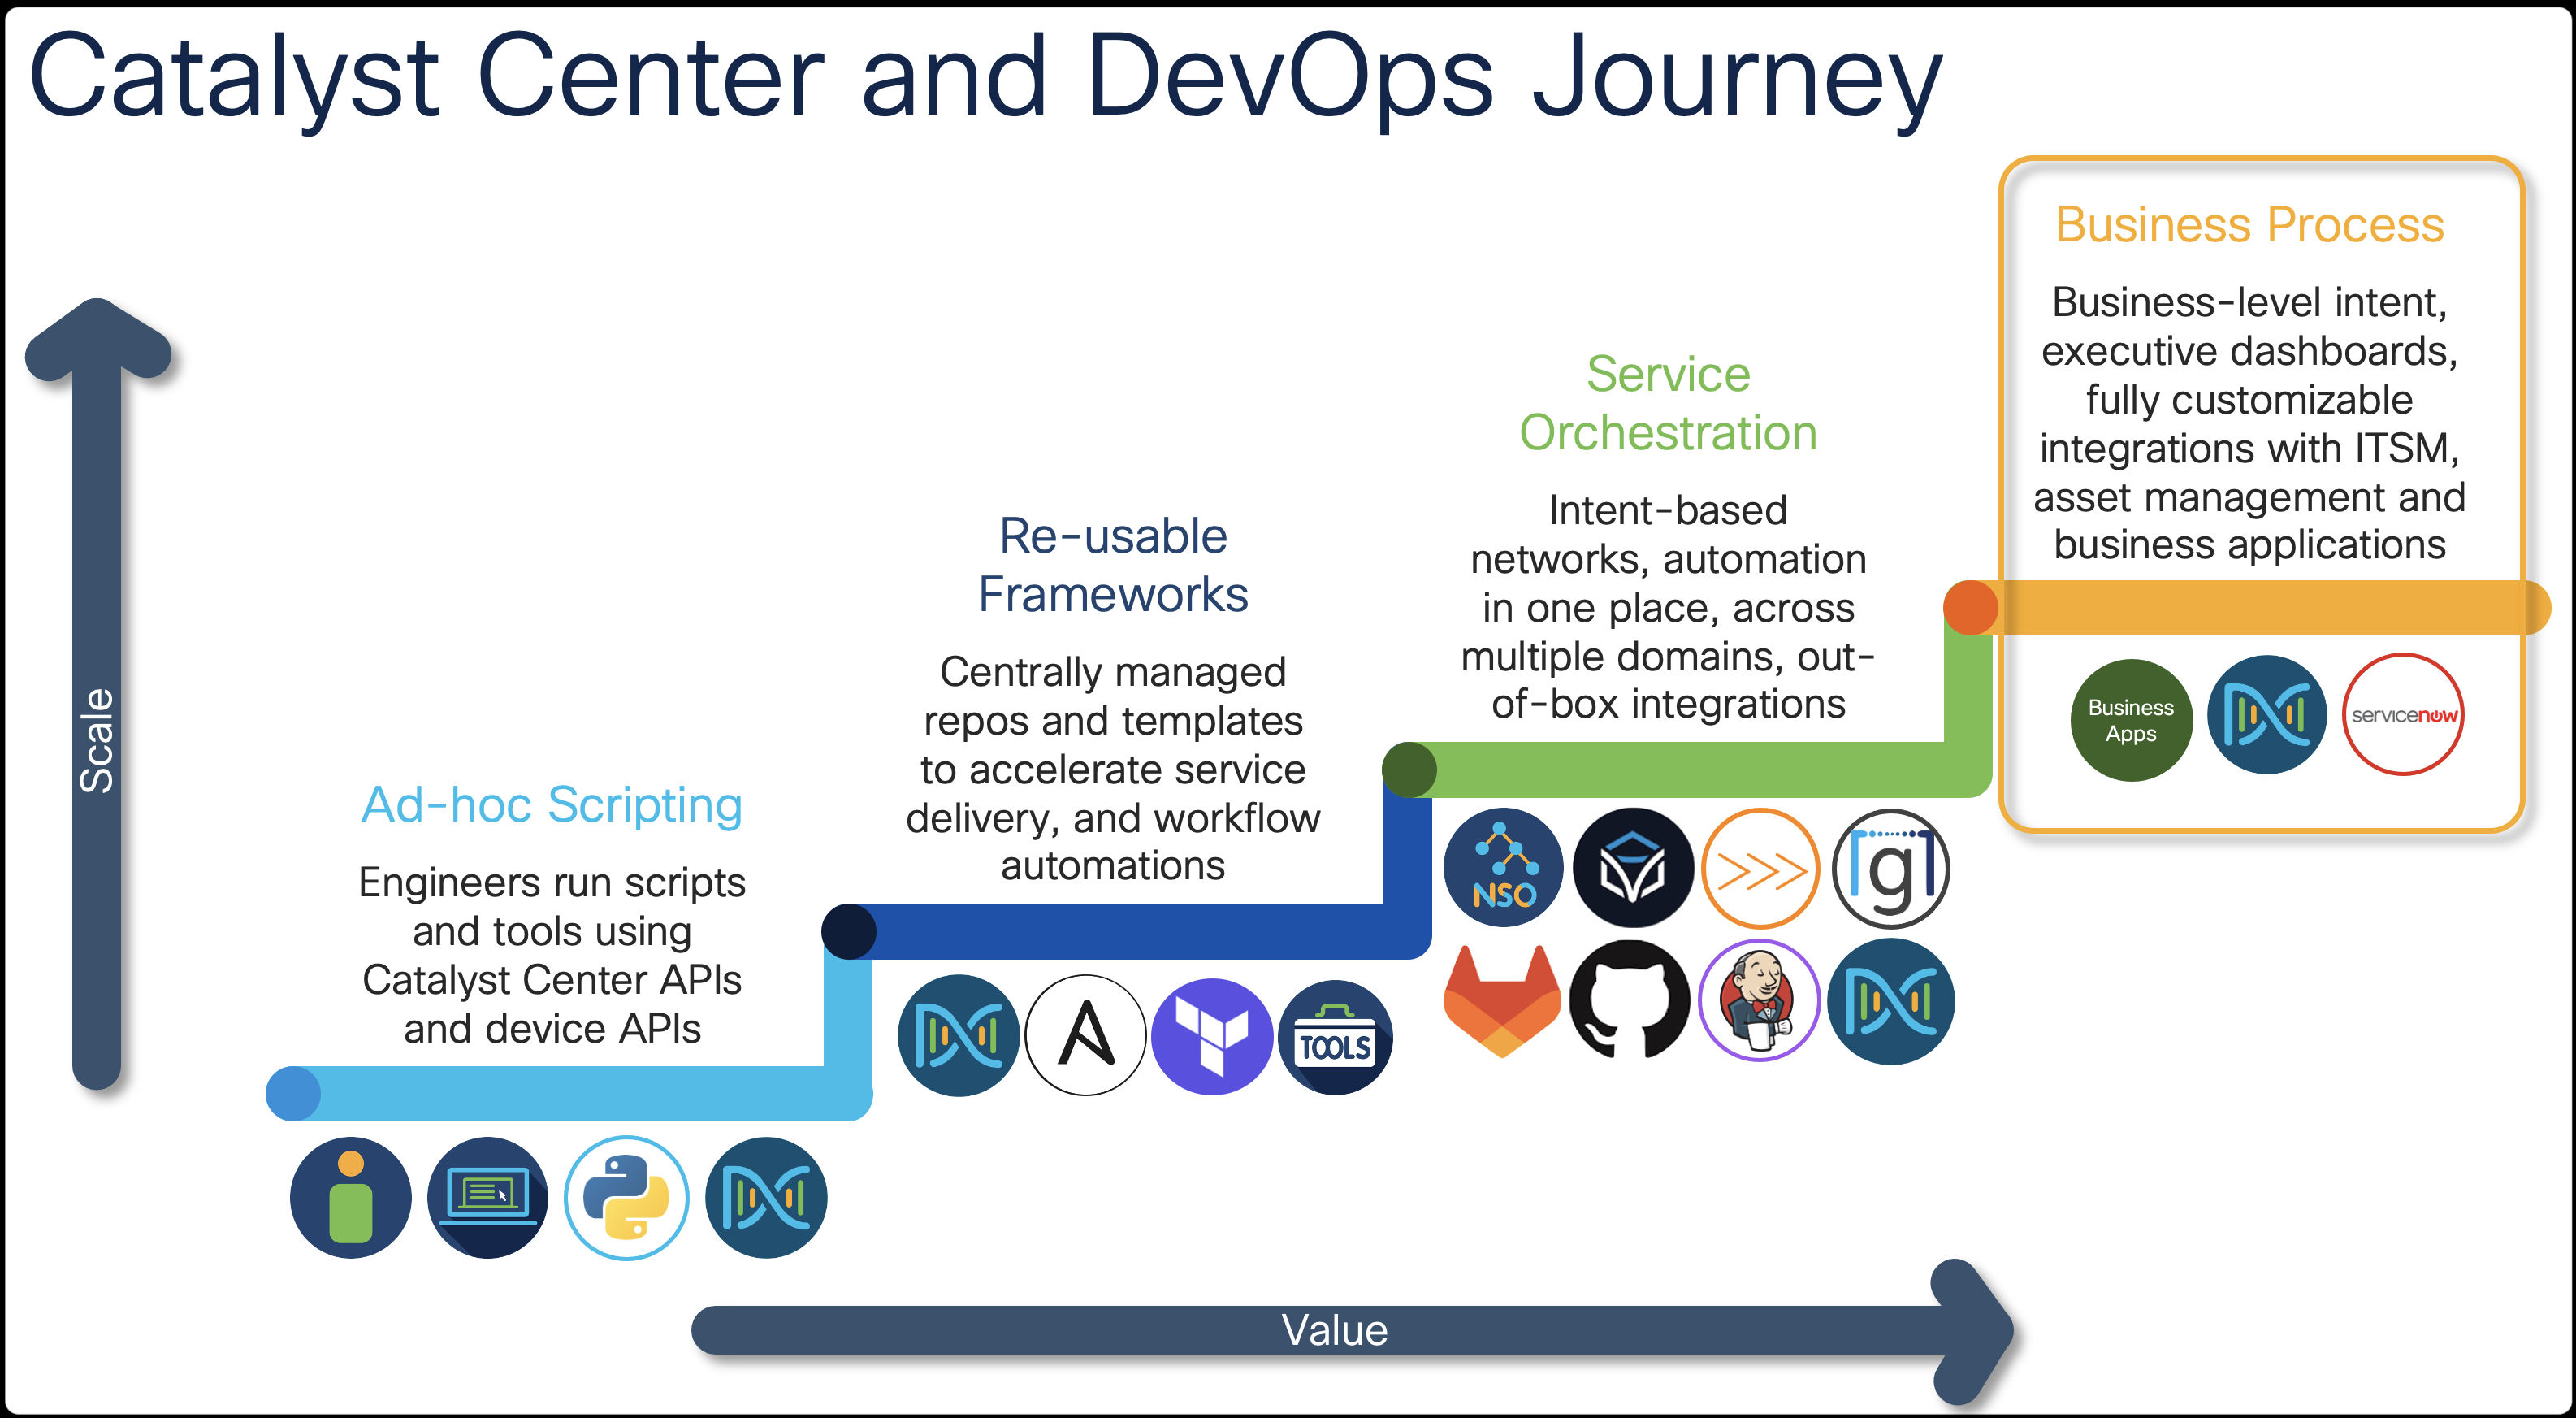 Catalyst Center and DevOps Journey
Scale
Ad-hoc Scripting
Engineers run scripts
and tools using
Catalyst Center APIs
and device APIs
Re-usable
Frameworks
Centrally managed
repos and templates
to accelerate service
delivery, and workflow
automations
TOOLS
Service
Orchestration
Intent-based
networks, automation
in one place, across
multiple domains, out-
of-box integrations
NSO
[g]
Business Process
Business-level intent,
executive dashboards,
fully customizable
integrations with ITSM,
asset management and
business applications
Business
Apps
servicenow
Value